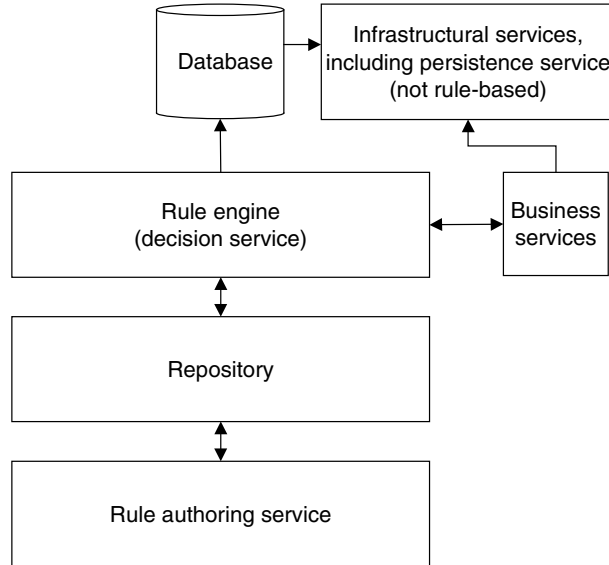 Database
Infrastructural services,
including persistence service
(not rule-based)
Rule engine
(decision service)
Business
services
Repository
Rule authoring service